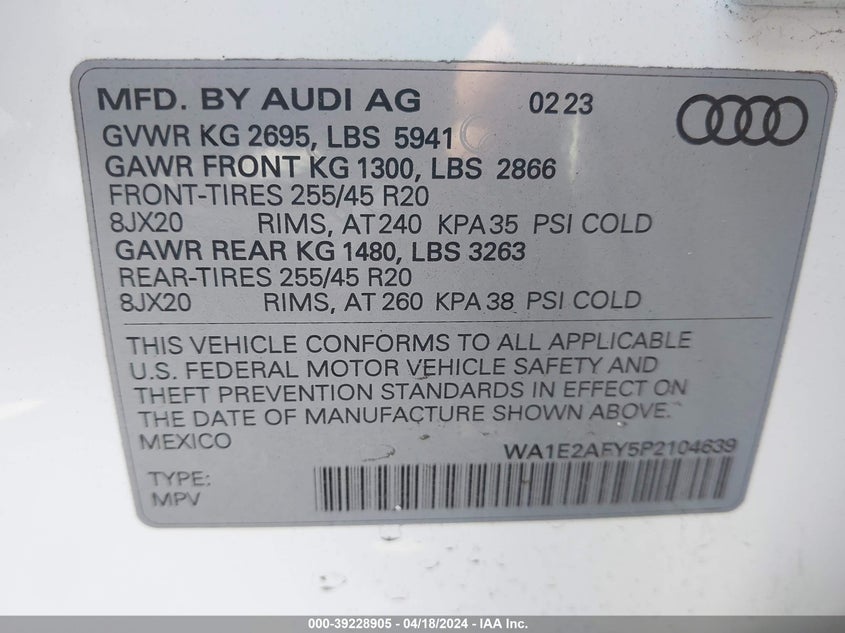 MFD. BY AUDI AG 02 23
GVWR KG 2695, LBS 5941
GAWR FRONT KG 1300, LBS 2866
FRONT-TIRES 255/45 R20
8JX20 RIMS, AT 240 KPA 35 PSI COLD
GAWR REAR KG 1480, LBS 3263
REAR-TIRES 255/45 R20
8JX20 RIMS, AT 260 KPA 38 PSI COLD
THIS VEHICLE CONFORMS TO ALL APPLICABLE
U.S. FEDERAL MOTOR VEHICLE SAFETY AND
THEFT PREVENTION STANDARDS IN EFFECT ON
THE DATE OF MANUFACTURE SHOWN ABOVE.
MEXICO WA1E2AFY5P2104639
TYPE:
MPV
000-39228905 - 04/18/2024 - IAA Inc.